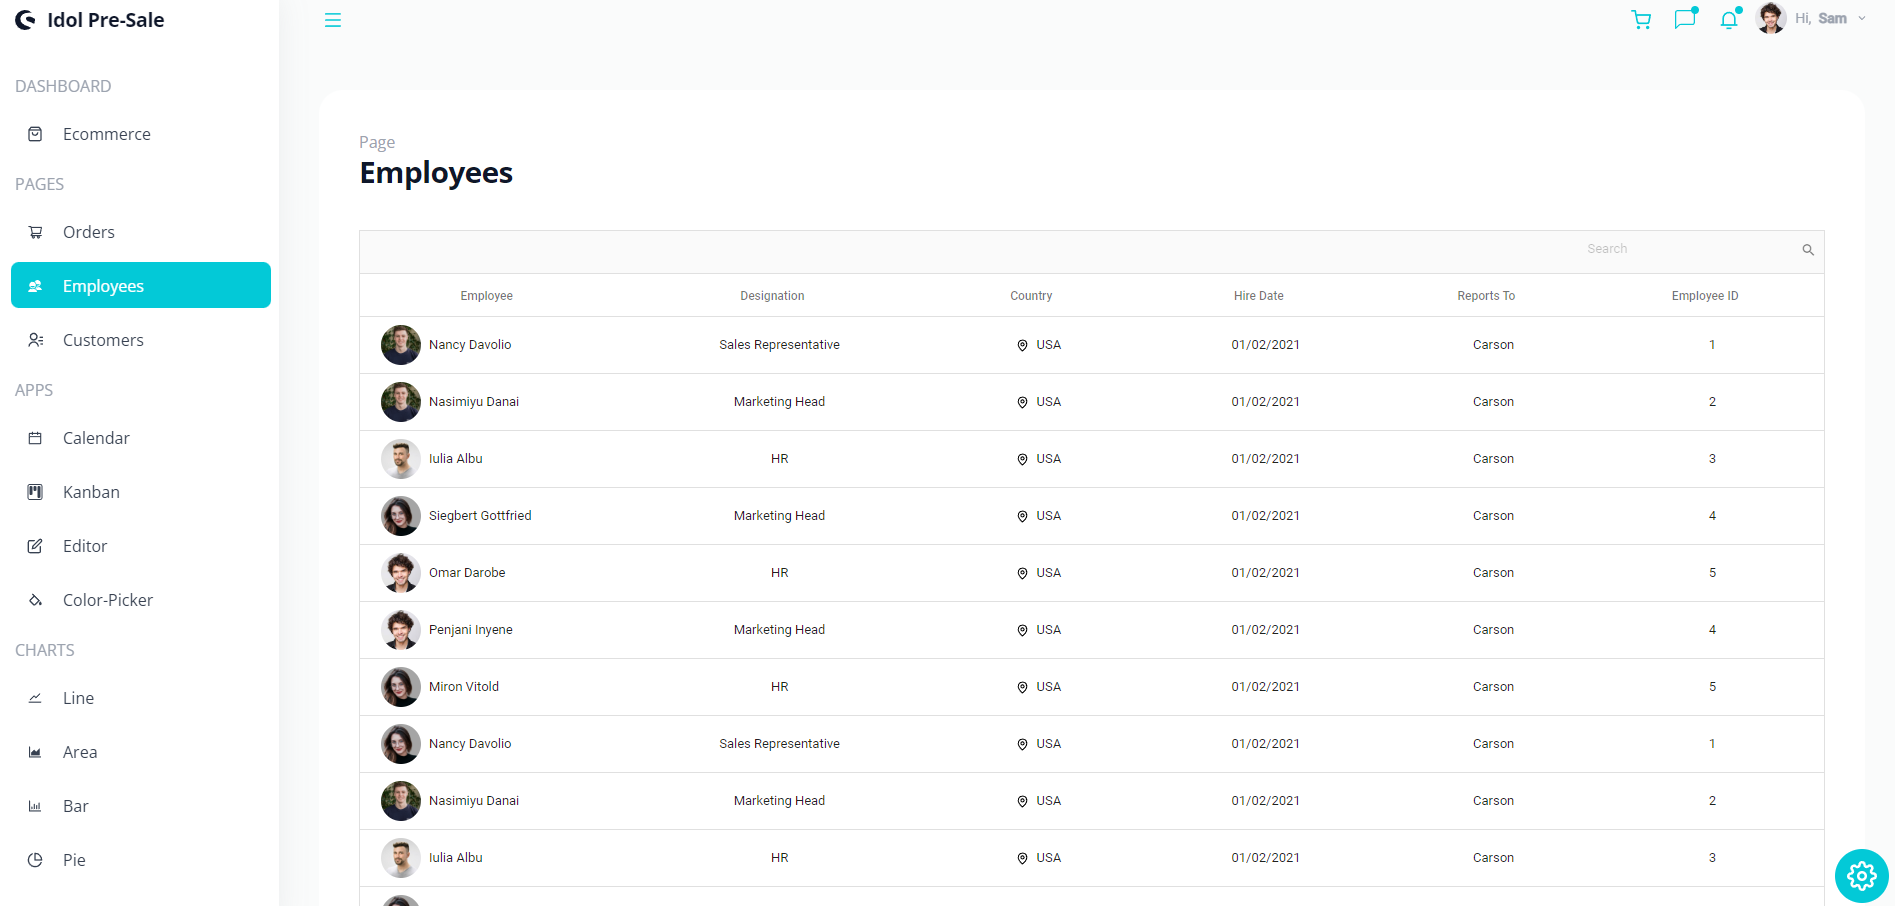 Idol Pre-Sale
Hi, Sam
DASHBOARD
Ecommerce
PAGES
Orders
Employees
Customers
APPS
Calendar
Kanban
Editor
Color-Picker
CHARTS
Line
Area
Bar
Pie
Page
Employees
Search
Employee Designation Country Hire Date Reports To Employee ID
Nancy Davolio Sales Representative USA 01/02/2021 Carson 1
Nasimiyu Danai Marketing Head USA 01/02/2021 Carson 2
Iulia Albu HR USA 01/02/2021 Carson 3
Siegbert Gottfried Marketing Head USA 01/02/2021 Carson 4
Omar Darobe HR USA 01/02/2021 Carson 5
Penjani Inyene Marketing Head USA 01/02/2021 Carson 4
Miron Vitold HR USA 01/02/2021 Carson 5
Nancy Davolio Sales Representative USA 01/02/2021 Carson 1
Nasimiyu Danai Marketing Head USA 01/02/2021 Carson 2
Iulia Albu HR USA 01/02/2021 Carson 3